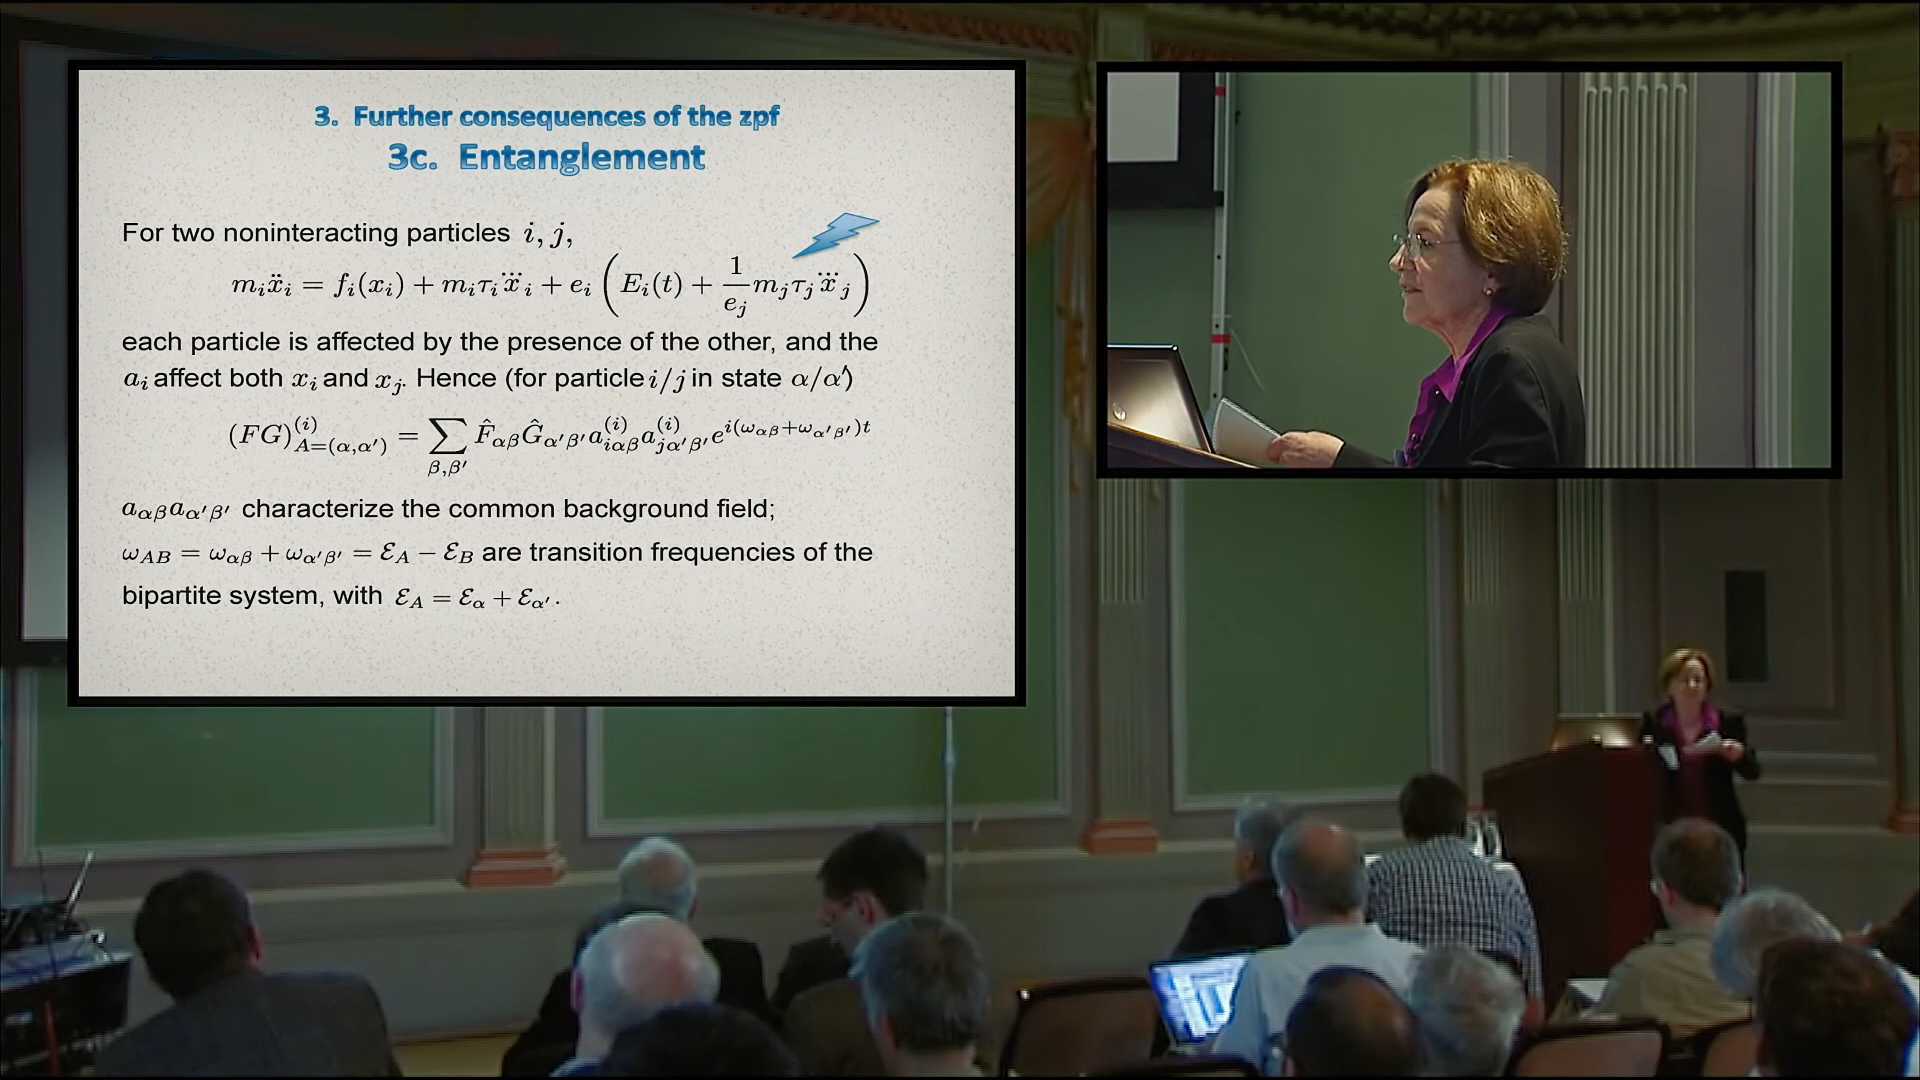 3. Further consequences of the zpf
3c. Entanglement
For two noninteracting particles i, j,
m_i ẍ_i = f_i(x_i) + m_i τ_i x⃛_i + e_i ( E_i(t) + 1/e_j m_j τ_j x⃛_j )
each particle is affected by the presence of the other, and the
a_i affect both x_i and x_j. Hence (for particle i/j in state α/α′)
(FG)^{(i)}_{A=(α,α′)} = ∑_{β,β′} F̂_{αβ} Ĝ_{α′β′} a^{(i)}_{iαβ} a^{(i)}_{jα′β′} e^{i(ω_{αβ}+ω_{α′β′})t}
a_{αβ} a_{α′β′} characterize the common background field;
ω_{AB} = ω_{αβ} + ω_{α′β′} = ℰ_A − ℰ_B are transition frequencies of the
bipartite system, with ℰ_A = ℰ_α + ℰ_{α′}.